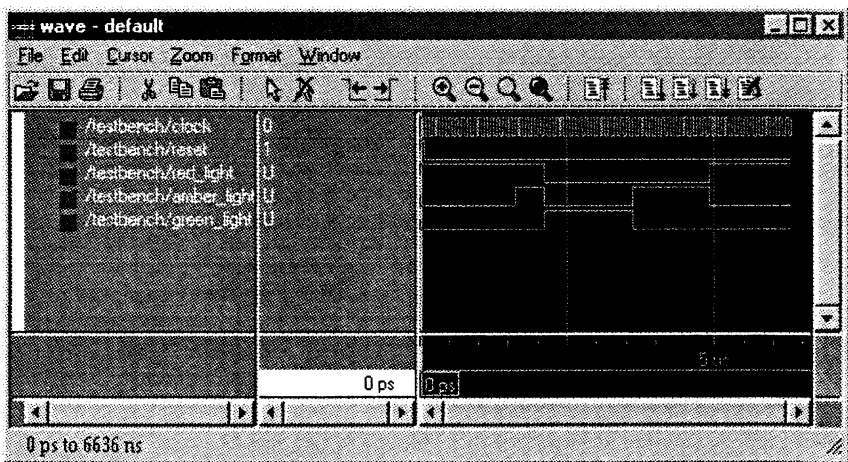 wave - default
File Edit Cursor Zoom Format Window
/testbench/clock 0
/testbench/reset 1
/testbench/red_light U
/testbench/amber_light U
/testbench/green_light U
5 us
0 ps 0 ps
0 ps to 6636 ns